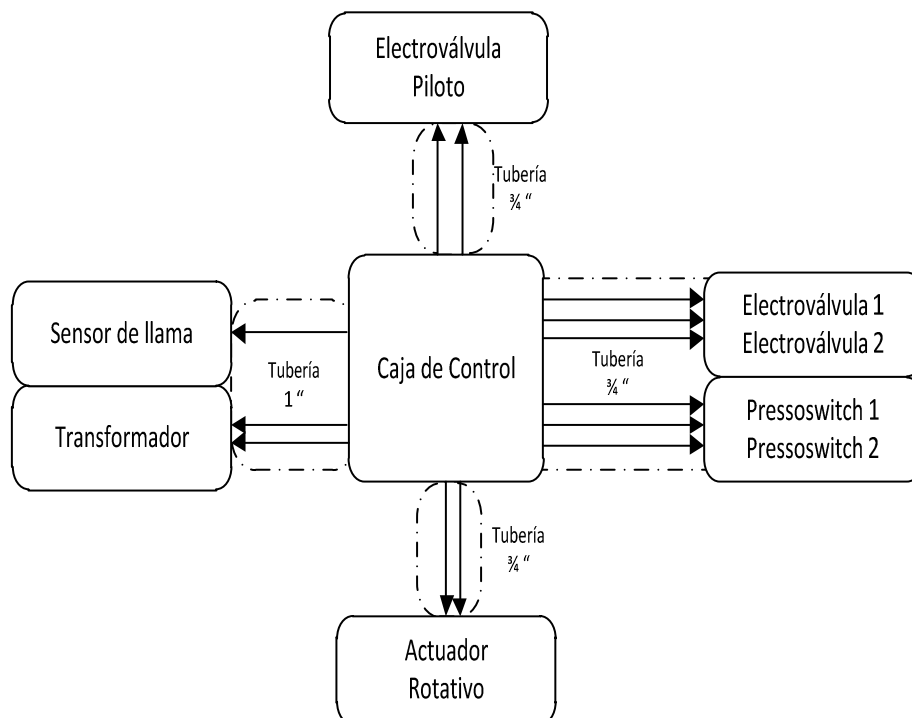 Electroválvula
Piloto
Tubería
¾ “
Sensor de llama
Transformador
Tubería
1 “
Caja de Control
Tubería
¾ “
Electroválvula 1
Electroválvula 2
Pressoswitch 1
Pressoswitch 2
Tubería
¾ “
Actuador
Rotativo